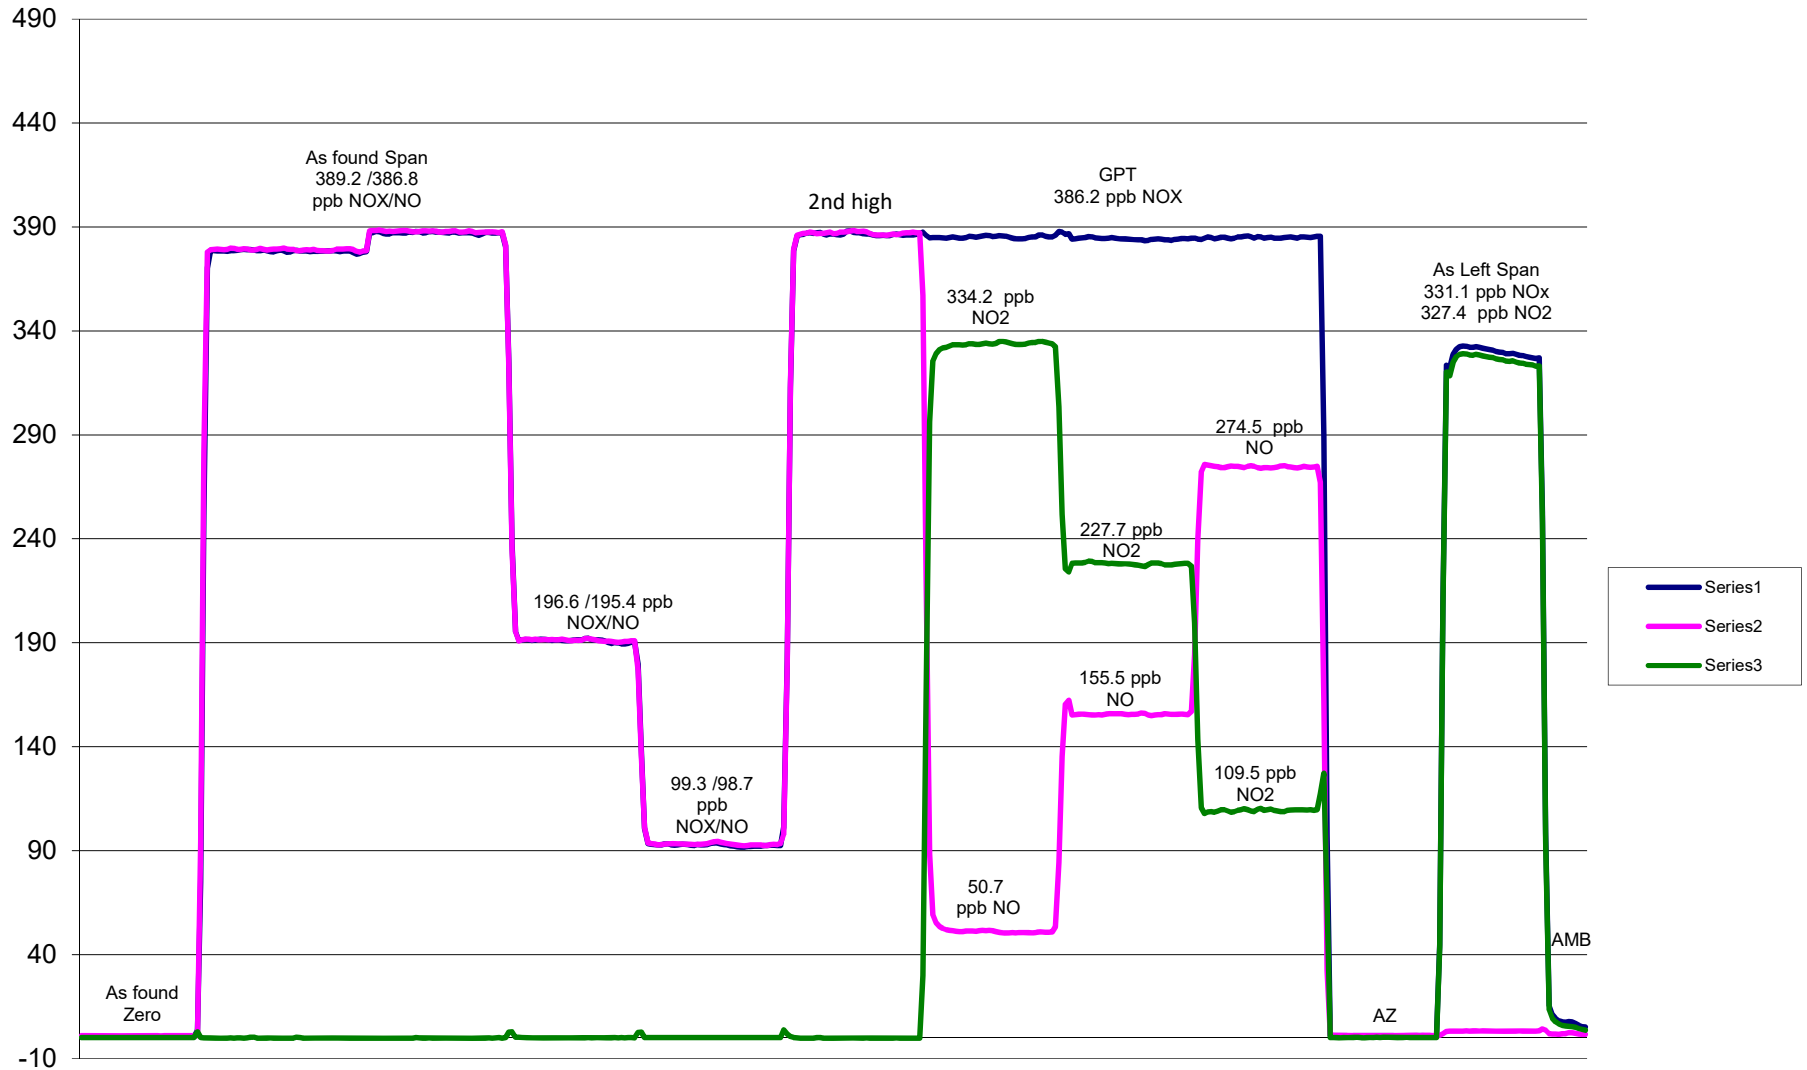 490
440
390
340
290
240
190
140
90
40
-10
As found Span
389.2 /386.8
ppb NOX/NO
2nd high
GPT
386.2 ppb NOX
As Left Span
331.1 ppb NOx
327.4  ppb NO2
334.2  ppb
NO2
274.5  ppb
NO
227.7 ppb
NO2
196.6 /195.4 ppb
NOX/NO
155.5 ppb
NO
99.3 /98.7
ppb
NOX/NO
109.5 ppb
NO2
50.7
ppb NO
As found
Zero
AZ
AMB
Series1
Series2
Series3